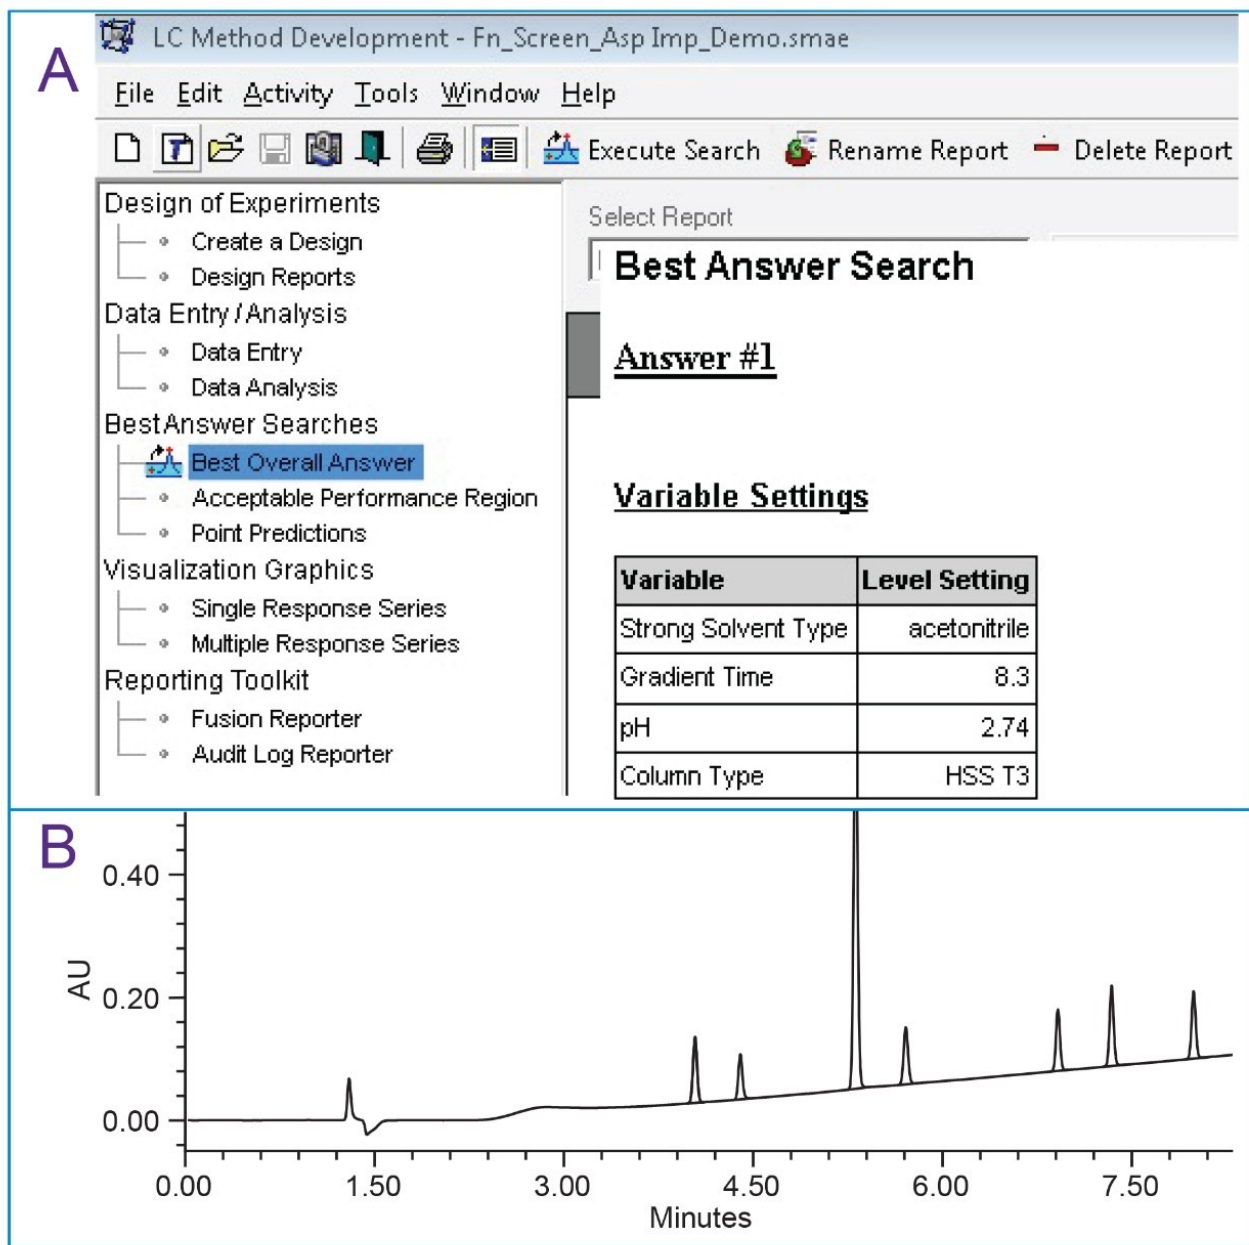 A
LC Method Development - Fn_Screen_Asp Imp_Demo.smae
File Edit Activity Tools Window Help
Execute Search Rename Report Delete Report
Design of Experiments
Create a Design
Design Reports
Data Entry / Analysis
Data Entry
Data Analysis
Best Answer Searches
Best Overall Answer
Acceptable Performance Region
Point Predictions
Visualization Graphics
Single Response Series
Multiple Response Series
Reporting Toolkit
Fusion Reporter
Audit Log Reporter
Select Report
Best Answer Search
Answer #1
Variable Settings
Variable Level Setting
Strong Solvent Type acetonitrile
Gradient Time 8.3
pH 2.74
Column Type HSS T3
B
AU
0.40
0.20
0.00
0.00 1.50 3.00 4.50 6.00 7.50
Minutes